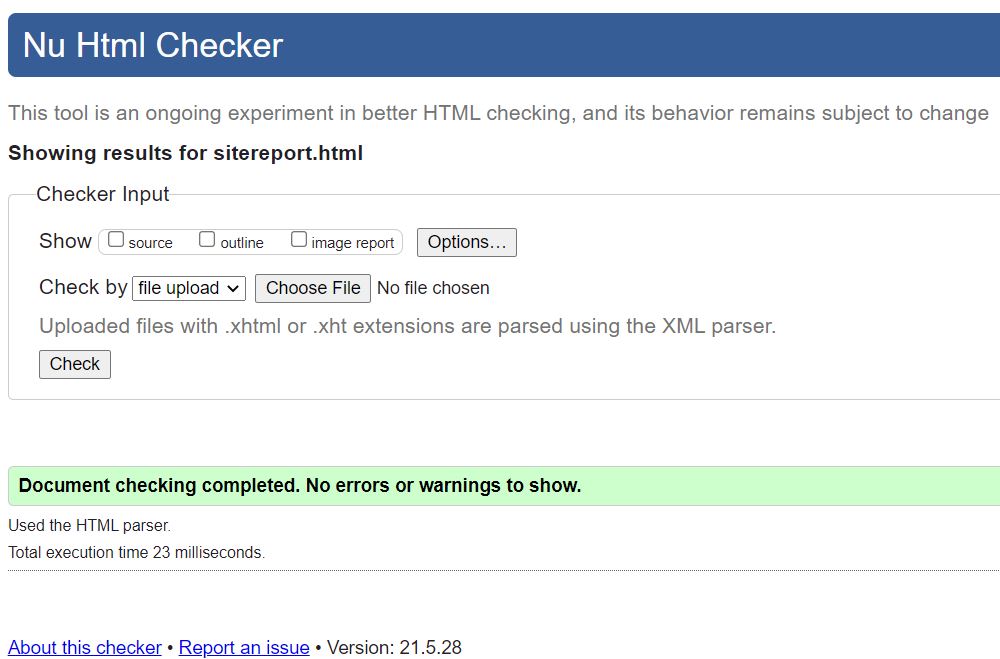 Nu Html Checker
This tool is an ongoing experiment in better HTML checking, and its behavior remains subject to change
Showing results for sitereport.html
Checker Input
Show source outline image report Options…
Check by file upload Choose File No file chosen
Uploaded files with .xhtml or .xht extensions are parsed using the XML parser.
Check
Document checking completed. No errors or warnings to show.
Used the HTML parser.
Total execution time 23 milliseconds.
About this checker • Report an issue • Version: 21.5.28